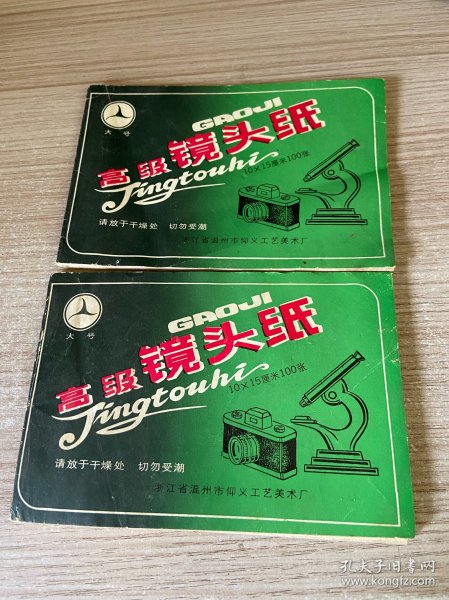 大号
GAOJI
高级镜头纸
Jingtouhi
10×15厘米100张
请放于干燥处 切勿受潮
浙江省温州市仰义工艺美术厂
大号
GAOJI
高级镜头纸
Jingtouhi
10×15厘米100张
请放于干燥处 切勿受潮
浙江省温州市仰义工艺美术厂
孔夫子旧书网
www.kongfz.com